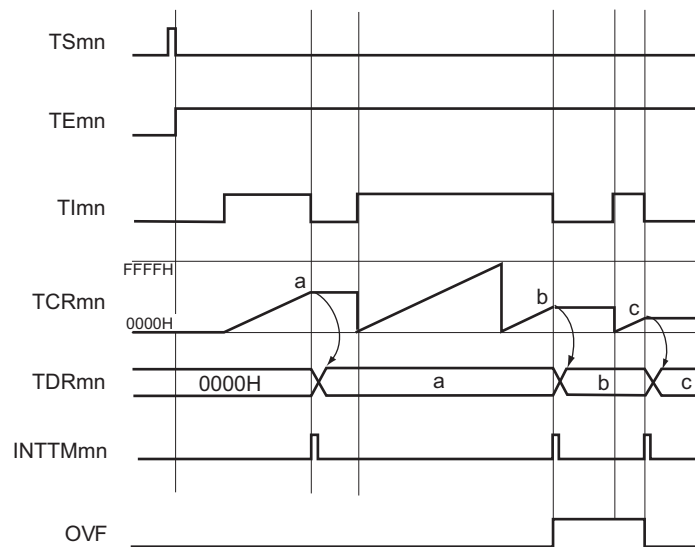 TSmn
TEmn
TImn
FFFFH
a
b
c
TCRmn
0000H
TDRmn
0000H
a
b
c
INTTMmn
OVF